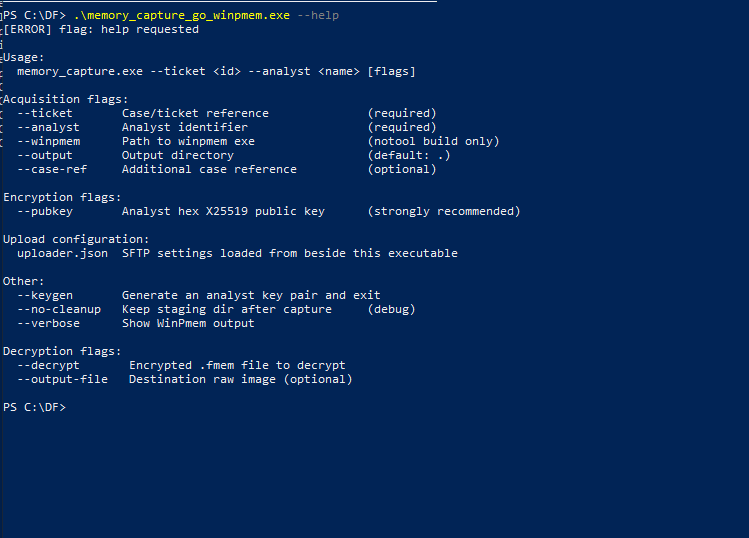 PS C:\DF> .\memory_capture_go_winpmem.exe --help
[ERROR] flag: help requested
Usage:
memory_capture.exe --ticket <id> --analyst <name> [flags]
Acquisition flags:
--ticket Case/ticket reference (required)
--analyst Analyst identifier (required)
--winpmem Path to winpmem exe (notool build only)
--output Output directory (default: .)
--case-ref Additional case reference (optional)
Encryption flags:
--pubkey Analyst hex X25519 public key (strongly recommended)
Upload configuration:
uploader.json SFTP settings loaded from beside this executable
Other:
--keygen Generate an analyst key pair and exit
--no-cleanup Keep staging dir after capture (debug)
--verbose Show WinPmem output
Decryption flags:
--decrypt Encrypted .fmem file to decrypt
--output-file Destination raw image (optional)
PS C:\DF>